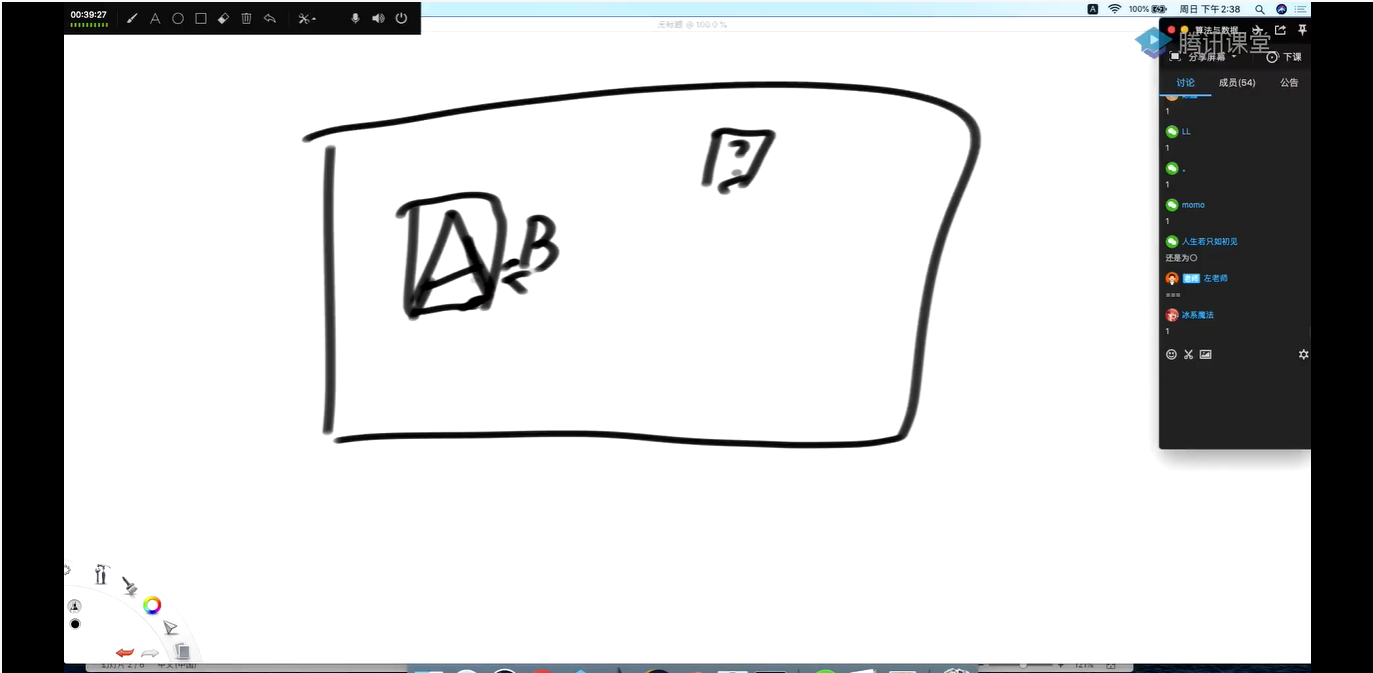 00:39:27
A
100%
周日下午2:38
无标题 @ 100.0 %
算法与数据
腾讯课堂
分享屏幕
下课
讨论
成员(54)
公告
1
LL
1
。
1
momo
1
人生若只如初见
还是为〇
老师 左老师
===
冰系魔法
1
?
A
B
幻灯片 2 / 6
中文(中国)
121%